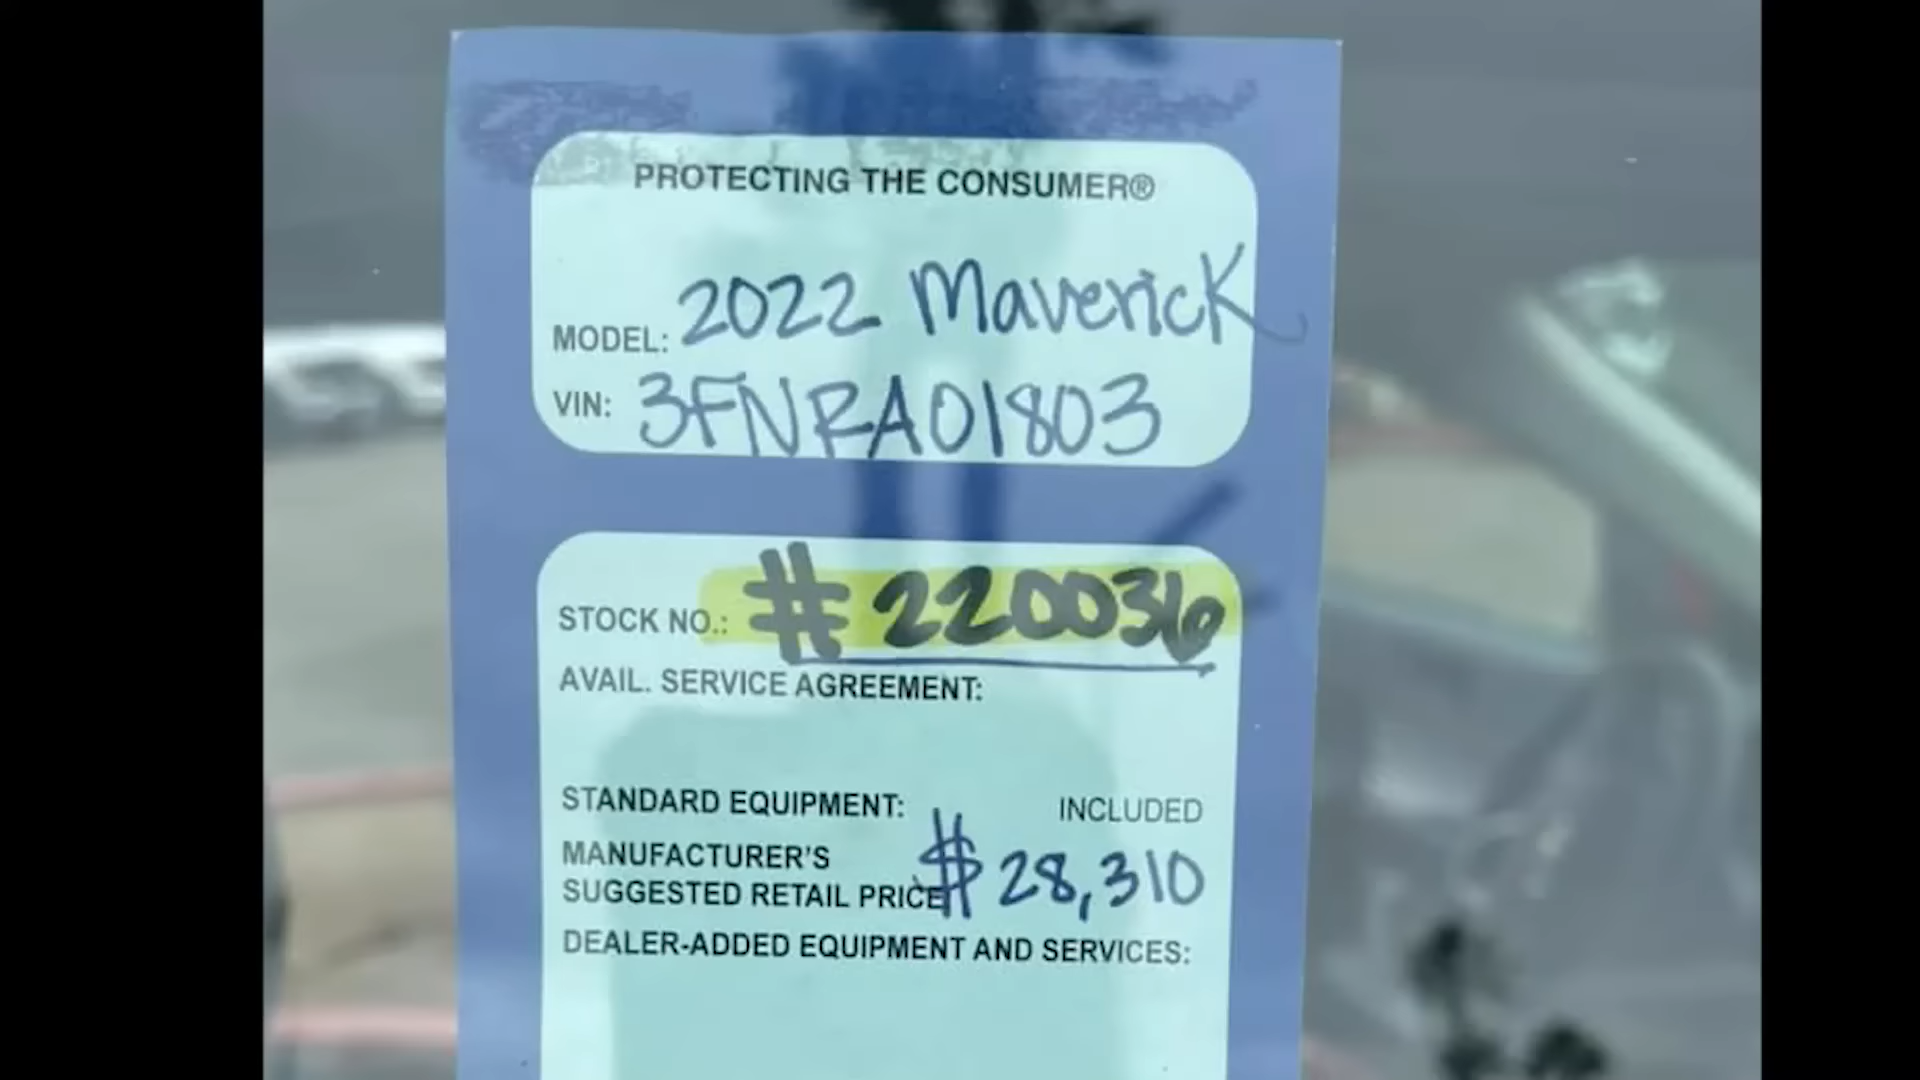 PROTECTING THE CONSUMER®
MODEL: 2022 Maverick
VIN: 3FNRA01803
STOCK NO.: #220036
AVAIL. SERVICE AGREEMENT:
STANDARD EQUIPMENT: INCLUDED
MANUFACTURER'S
SUGGESTED RETAIL PRICE $28,310
DEALER-ADDED EQUIPMENT AND SERVICES: